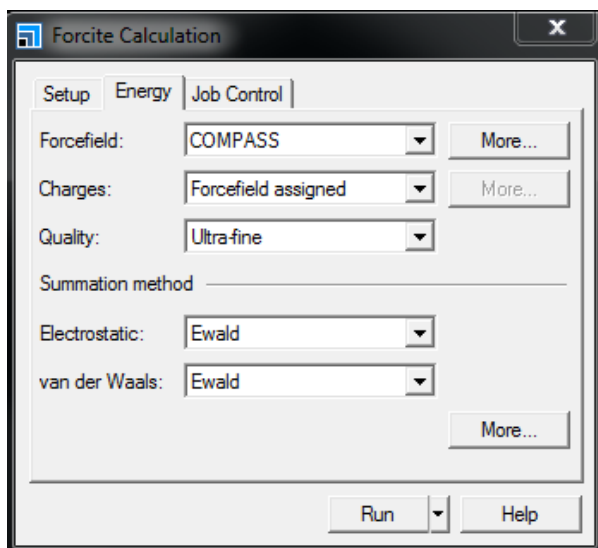 Forcite Calculation
x
Setup Energy Job Control
Forcefield: COMPASS More...
Charges: Forcefield assigned More...
Quality: Ultra-fine
Summation method
Electrostatic: Ewald
van der Waals: Ewald
More...
Run Help